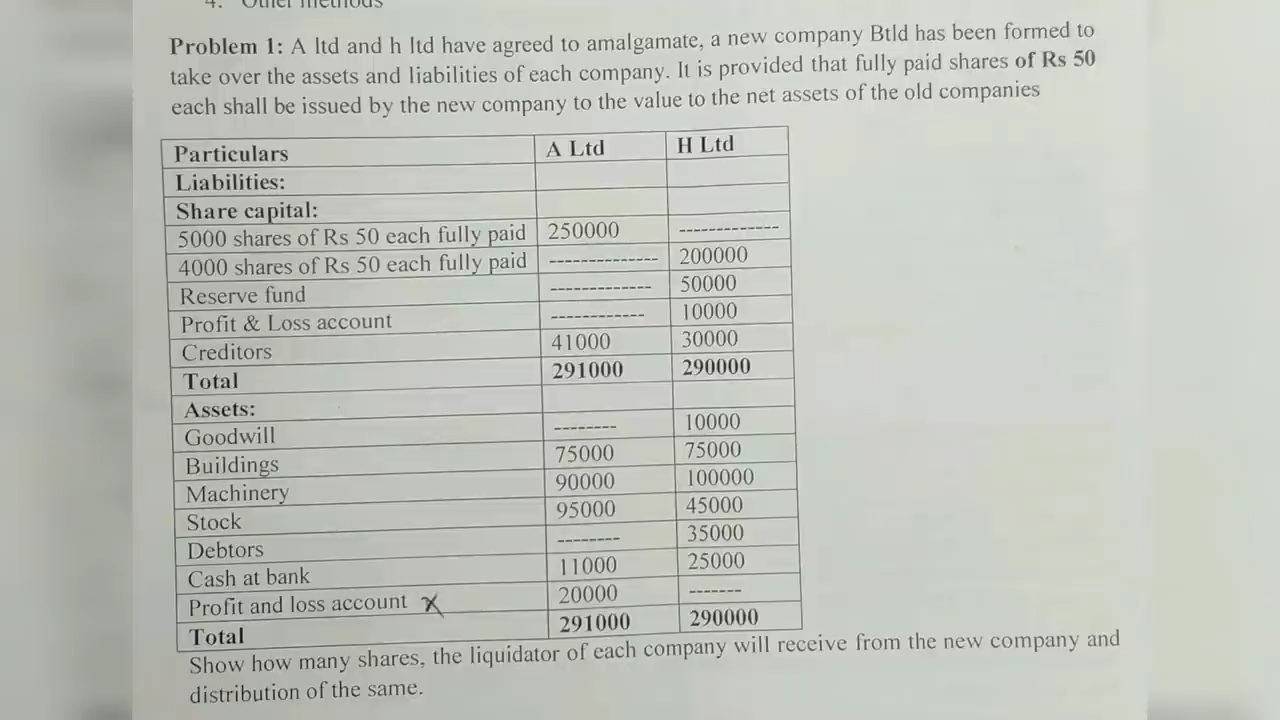 4. Other methods
Problem 1: A ltd and h ltd have agreed to amalgamate, a new company Btld has been formed to
take over the assets and liabilities of each company. It is provided that fully paid shares of Rs 50
each shall be issued by the new company to the value to the net assets of the old companies
Particulars A Ltd H Ltd
Liabilities:
Share capital:
5000 shares of Rs 50 each fully paid 250000 -------------
4000 shares of Rs 50 each fully paid -------------- 200000
Reserve fund ------------- 50000
Profit & Loss account ------------ 10000
Creditors 41000 30000
Total 291000 290000
Assets:
Goodwill -------- 10000
Buildings 75000 75000
Machinery 90000 100000
Stock 95000 45000
Debtors -------- 35000
Cash at bank 11000 25000
Profit and loss account X 20000 -------
Total 291000 290000
Show how many shares, the liquidator of each company will receive from the new company and
distribution of the same.